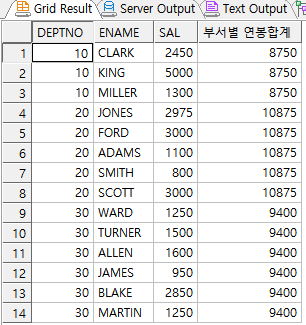 Grid Result Server Output Text Output
DEPTNO ENAME SAL 부서별 연봉합계
1 10 CLARK 2450 8750
2 10 KING 5000 8750
3 10 MILLER 1300 8750
4 20 JONES 2975 10875
5 20 FORD 3000 10875
6 20 ADAMS 1100 10875
7 20 SMITH 800 10875
8 20 SCOTT 3000 10875
9 30 WARD 1250 9400
10 30 TURNER 1500 9400
11 30 ALLEN 1600 9400
12 30 JAMES 950 9400
13 30 BLAKE 2850 9400
14 30 MARTIN 1250 9400